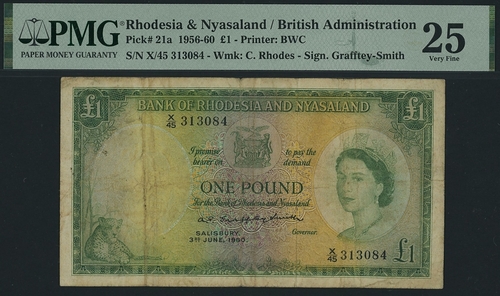 PMG
PAPER MONEY GUARANTY
Rhodesia & Nyasaland / British Administration
Pick# 21a 1956-60 £1 - Printer: BWC
S/N X/45 313084 - Wmk: C. Rhodes - Sign. Grafftey-Smith
25
Very Fine
£1
BANK OF RHODESIA AND NYASALAND
£1
X/45 313084
I promise to pay the
bearer on demand
ONE POUND
For the Bank of Rhodesia and Nyasaland
SALISBURY,
3RD JUNE, 1960.
Governor.
X/45 313084
£1